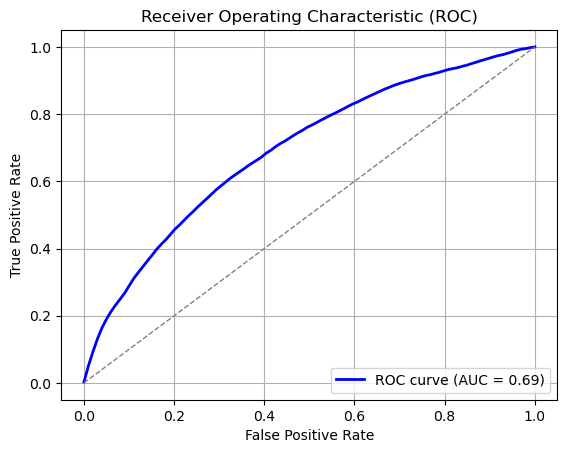 Receiver Operating Characteristic (ROC)
1.0
0.8
0.6
0.4
0.2
0.0
True Positive Rate
ROC curve (AUC = 0.69)
0.0 0.2 0.4 0.6 0.8 1.0
False Positive Rate